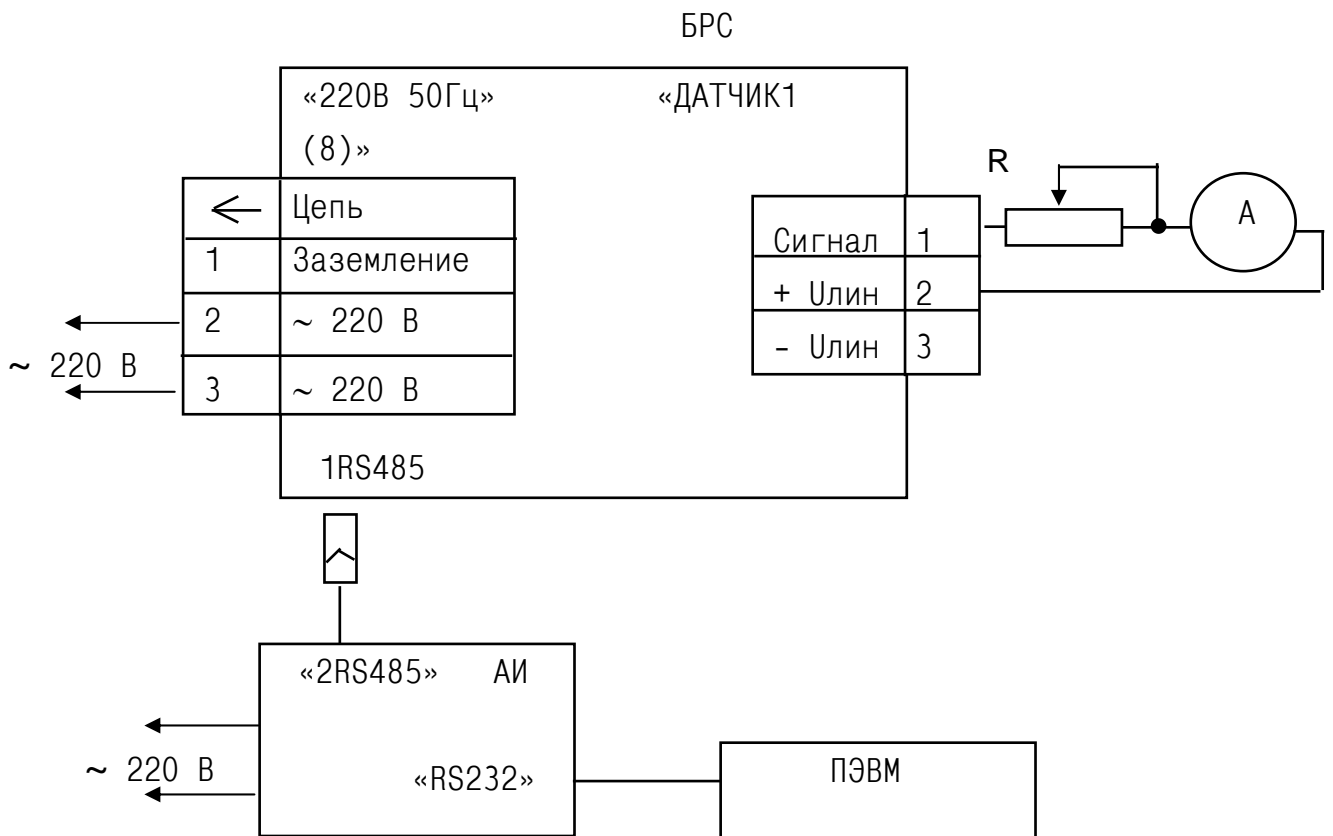 БРС
«220В 50Гц» «ДАТЧИК1
(8)»
Цепь
1 Заземление
2 ~ 220 В
3 ~ 220 В
~ 220 В
Сигнал 1
+ Uлин 2
- Uлин 3
R
А
1RS485
«2RS485» АИ
~ 220 В
«RS232»
ПЭВМ